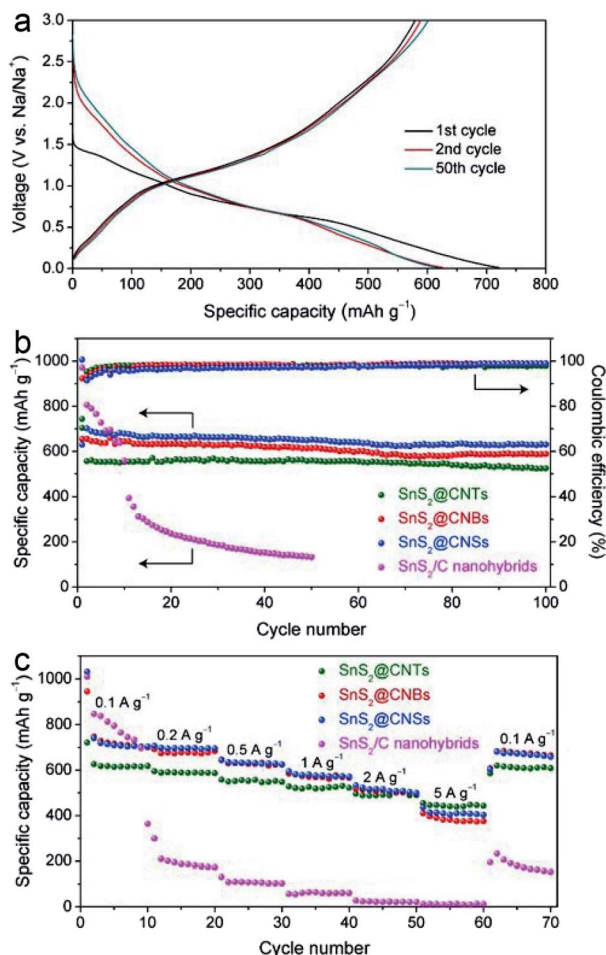 a
3.0
2.5
2.0
1.5
1.0
0.5
0.0
Voltage (V vs. Na/Na⁺)
1st cycle
2nd cycle
50th cycle
0 100 200 300 400 500 600 700 800
Specific capacity (mAh g⁻¹)
b
1000
800
600
400
200
0
Specific capacity (mAh g⁻¹)
100
80
60
40
20
0
Coulombic efficiency (%)
SnS₂@CNTs
SnS₂@CNBs
SnS₂@CNSs
SnS₂/C nanohybrids
0 20 40 60 80 100
Cycle number
c
1000
800
600
400
200
0
Specific capacity (mAh g⁻¹)
SnS₂@CNTs
SnS₂@CNBs
SnS₂@CNSs
SnS₂/C nanohybrids
0.1 A g⁻¹
0.2 A g⁻¹
0.5 A g⁻¹
1 A g⁻¹
2 A g⁻¹
5 A g⁻¹
0.1 A g⁻¹
0 10 20 30 40 50 60 70
Cycle number